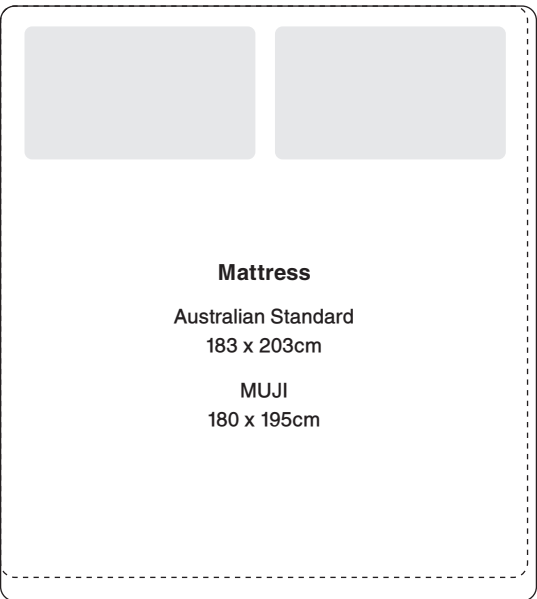 Mattress
Australian Standard
183 x 203cm
MUJI
180 x 195cm